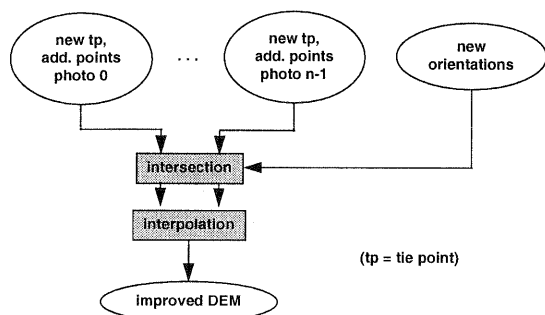 new tp,
add. points
photo 0
. . .
new tp,
add. points
photo n-1
new
orientations
intersection
interpolation
(tp = tie point)
improved DEM